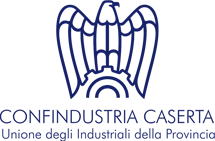 CONFINDUSTRIA CASERTA
Unione degli Industriali della Provincia